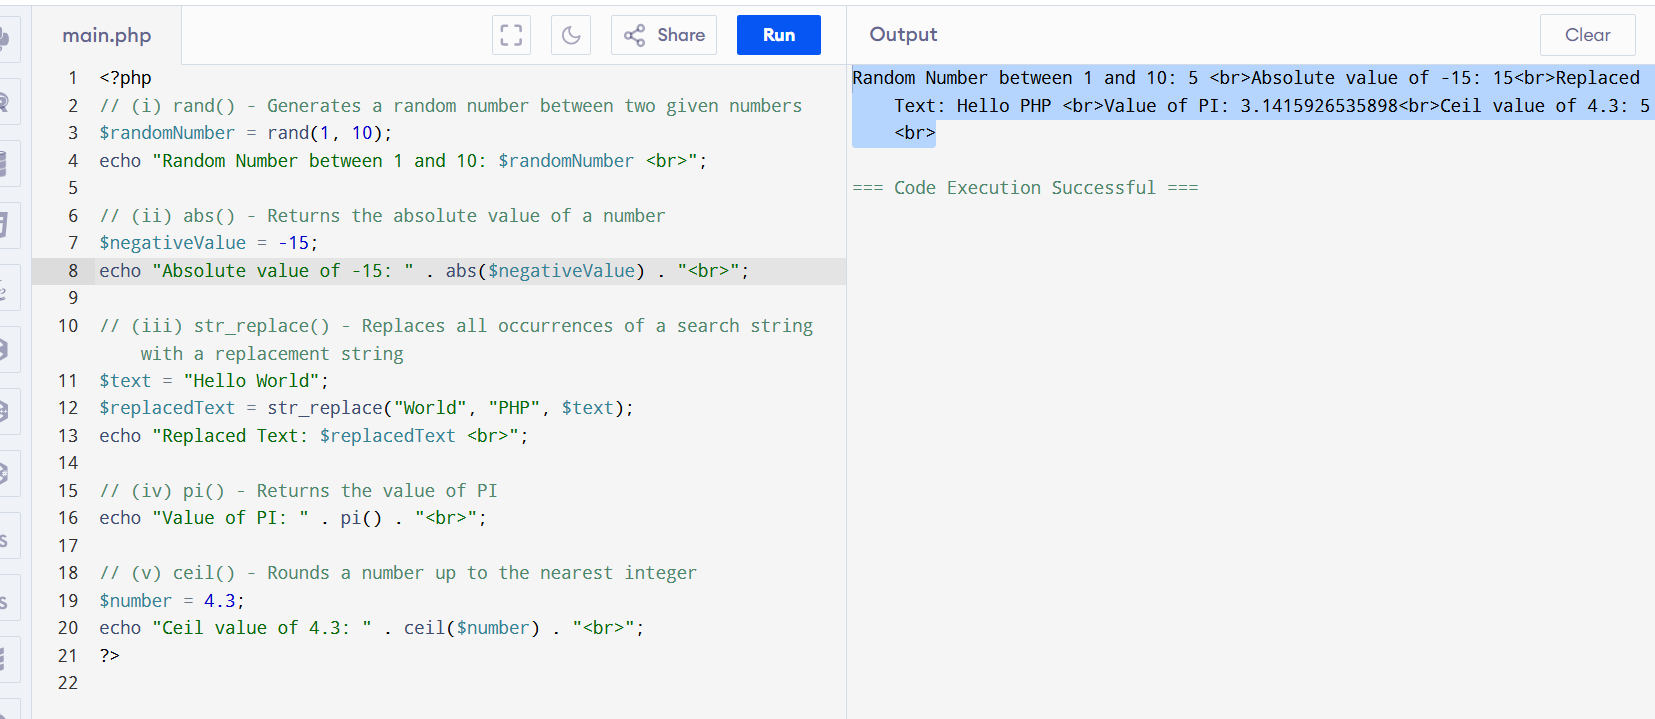 main.php
Share
Run
Output
Clear
1 <?php
2 // (i) rand() - Generates a random number between two given numbers
3 $randomNumber = rand(1, 10);
4 echo "Random Number between 1 and 10: $randomNumber <br>";
5
6 // (ii) abs() - Returns the absolute value of a number
7 $negativeValue = -15;
8 echo "Absolute value of -15: " . abs($negativeValue) . "<br>";
9
10 // (iii) str_replace() - Replaces all occurrences of a search string
with a replacement string
11 $text = "Hello World";
12 $replacedText = str_replace("World", "PHP", $text);
13 echo "Replaced Text: $replacedText <br>";
14
15 // (iv) pi() - Returns the value of PI
16 echo "Value of PI: " . pi() . "<br>";
17
18 // (v) ceil() - Rounds a number up to the nearest integer
19 $number = 4.3;
20 echo "Ceil value of 4.3: " . ceil($number) . "<br>";
21 ?>
22
Random Number between 1 and 10: 5 <br>Absolute value of -15: 15<br>Replaced
Text: Hello PHP <br>Value of PI: 3.1415926535898<br>Ceil value of 4.3: 5
<br>
=== Code Execution Successful ===